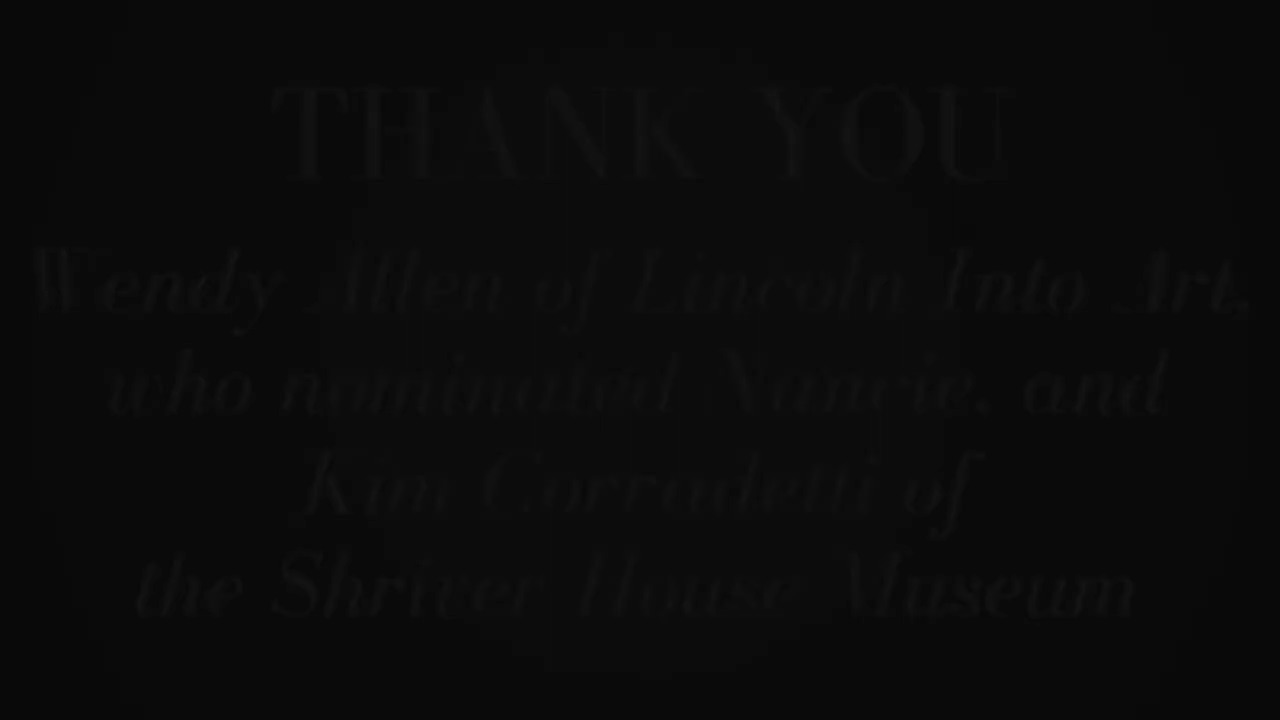 THANK YOU
Wendy Allen of Lincoln Into Art,
who nominated Nancie, and
Kim Corradetti of
the Shriver House Museum